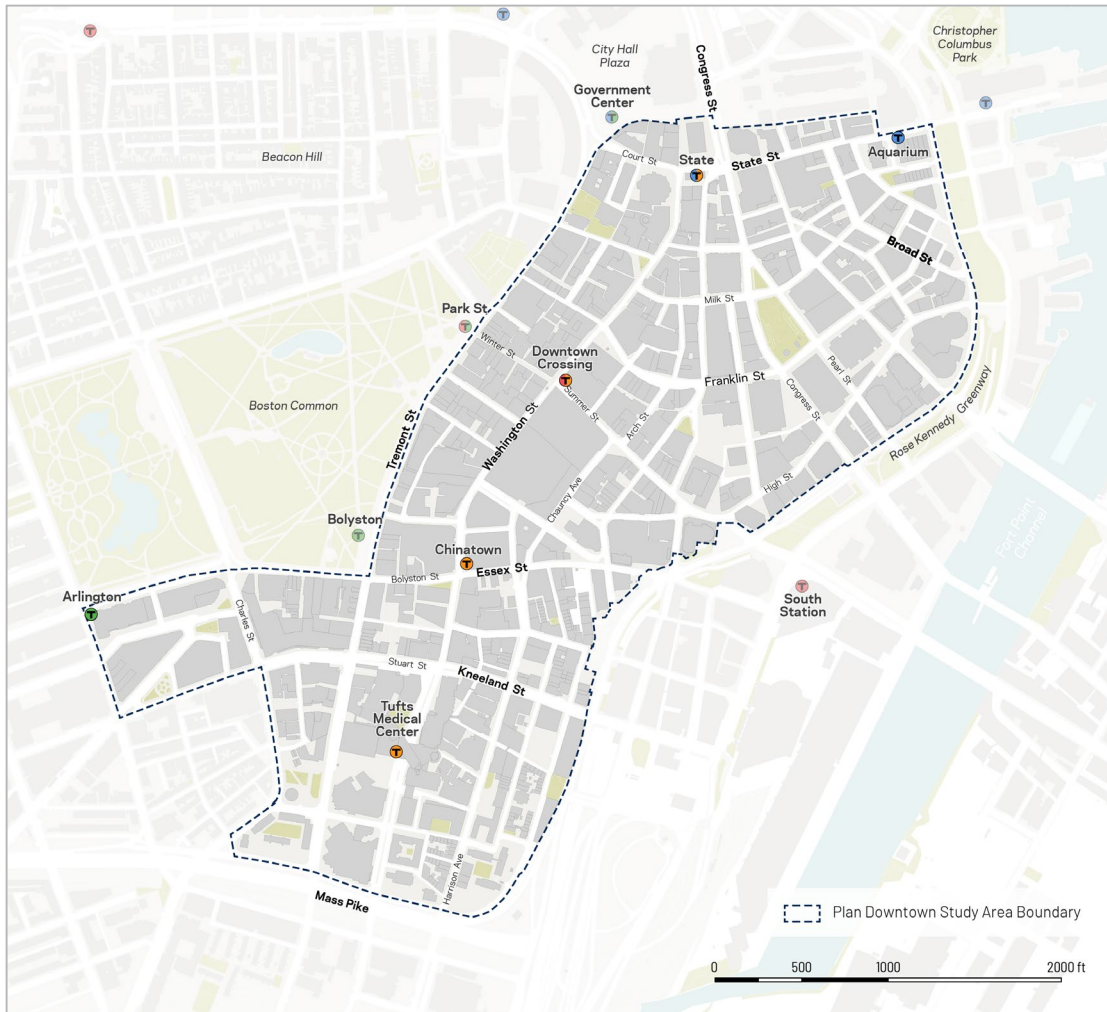 Christopher
Columbus
Park
City Hall
Plaza
Congress St
Government
Center
Beacon Hill
Court St
State
State St
Aquarium
Broad St
Milk St
Park St
Winter St
Downtown
Crossing
Summer St
Franklin St
Pearl St
Congress St
Boston Common
Tremont St
Washington St
Arch St
Rose Kennedy Greenway
High St
Chauncy Ave
Fort Point
Channel
Bolyston
Chinatown
Essex St
Bolyston St
Arlington
Charles St
South
Station
Stuart St
Kneeland St
Tufts
Medical
Center
Harrison Ave
Mass Pike
Plan Downtown Study Area Boundary
0 500 1000 2000 ft
T
T
T
T
T
T
T
T
T
T
T
T
T
T